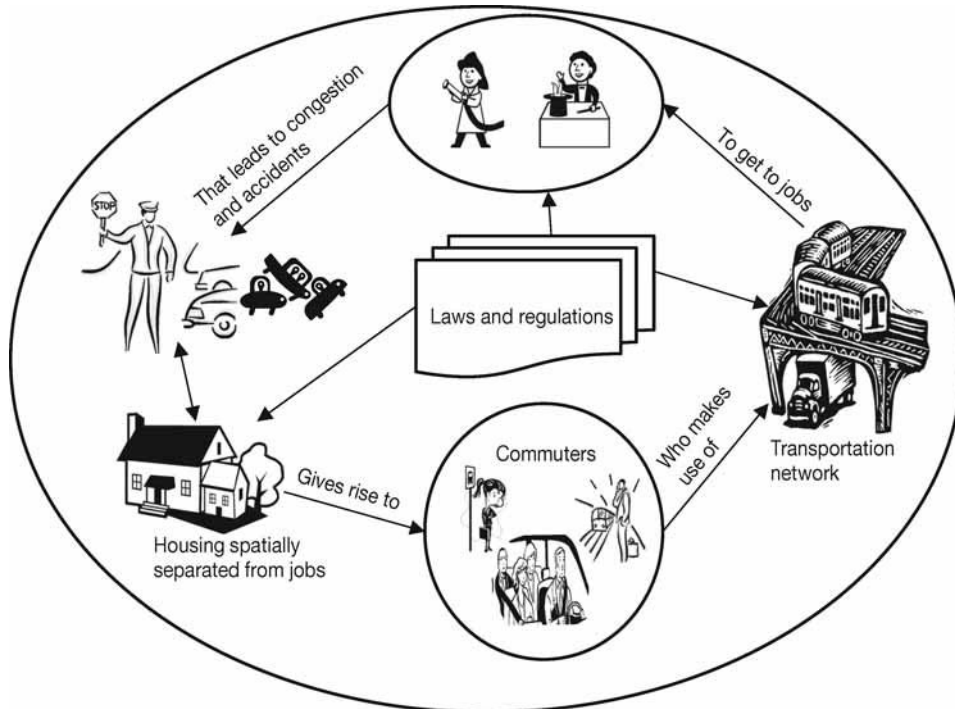 That leads to congestion
and accidents
To get to jobs
STOP
Laws and regulations
Commuters
Who makes
use of
Transportation
network
Gives rise to
Housing spatially
separated from jobs